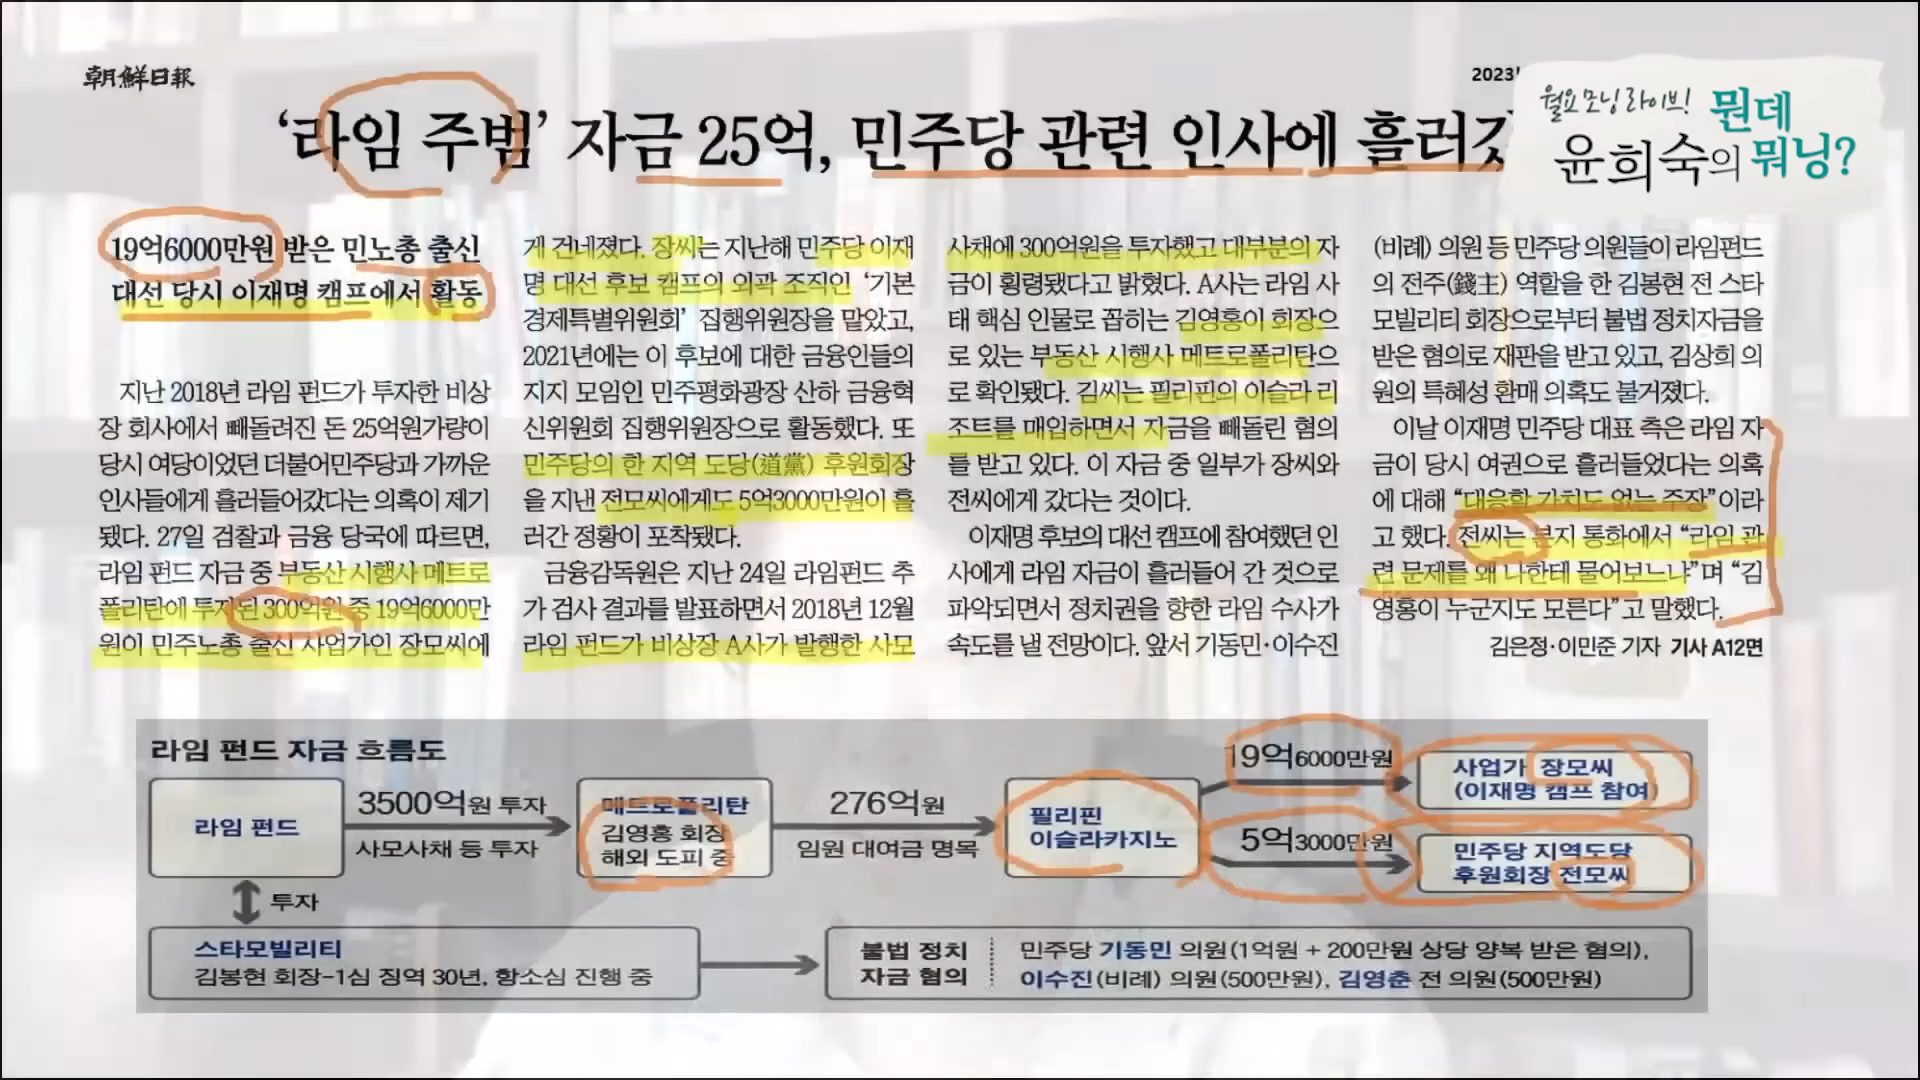 朝鮮日報
2023
월요 모닝 라이브! 뭔데
윤희숙의 뭐닝?
‘라임 주범’ 자금 25억, 민주당 관련 인사에 흘러갓
19억6000만원 받은 민노총 출신
대선 당시 이재명 캠프에서 활동
지난 2018년 라임 펀드가 투자한 비상
장 회사에서 빼돌려진 돈 25억원가량이
당시 여당이었던 더불어민주당과 가까운
인사들에게 흘러들어갔다는 의혹이 제기
됐다. 27일 검찰과 금융 당국에 따르면,
라임 펀드 자금 중 부동산 시행사 메트로
폴리탄에 투자된 300억원 중 19억6000만
원이 민주노총 출신 사업가인 장모씨에
게 건네졌다. 장씨는 지난해 민주당 이재
명 대선 후보 캠프의 외곽 조직인 ‘기본
경제특별위원회’ 집행위원장을 맡았고,
2021년에는 이 후보에 대한 금융인들의
지지 모임인 민주평화광장 산하 금융혁
신위원회 집행위원장으로 활동했다. 또
민주당의 한 지역 도당(道黨) 후원회장
을 지낸 전모씨에게도 5억3000만원이 흘
러간 정황이 포착됐다.
금융감독원은 지난 24일 라임펀드 추
가 검사 결과를 발표하면서 2018년 12월
라임 펀드가 비상장 A사가 발행한 사모
사채에 300억원을 투자했고 대부분의 자
금이 횡령됐다고 밝혔다. A사는 라임 사
태 핵심 인물로 꼽히는 김영홍이 회장으
로 있는 부동산 시행사 메트로폴리탄으
로 확인됐다. 김씨는 필리핀의 이슬라 리
조트를 매입하면서 자금을 빼돌린 혐의
를 받고 있다. 이 자금 중 일부가 장씨와
전씨에게 갔다는 것이다.
이재명 후보의 대선 캠프에 참여했던 인
사에게 라임 자금이 흘러들어 간 것으로
파악되면서 정치권을 향한 라임 수사가
속도를 낼 전망이다. 앞서 기동민·이수진
(비례) 의원 등 민주당 의원들이 라임펀드
의 전주(錢主) 역할을 한 김봉현 전 스타
모빌리티 회장으로부터 불법 정치자금을
받은 혐의로 재판을 받고 있고, 김상희 의
원의 특혜성 환매 의혹도 불거졌다.
이날 이재명 민주당 대표 측은 라임 자
금이 당시 여권으로 흘러들었다는 의혹
에 대해 “대응할 가치도 없는 주장”이라
고 했다. 전씨는 본지 통화에서 “라임 관
련 문제를 왜 나한테 물어보느냐”며 “김
영홍이 누군지도 모른다”고 말했다.
김은정·이민준 기자 기사 A12면
라임 펀드 자금 흐름도
라임 펀드
3500억원 투자
사모사채 등 투자
메트로폴리탄
김영홍 회장
해외 도피 중
276억원
임원 대여금 명목
필리핀
이슬라카지노
19억6000만원
사업가 장모씨
(이재명 캠프 참여)
5억3000만원
민주당 지역도당
후원회장 전모씨
투자
스타모빌리티
김봉현 회장-1심 징역 30년, 항소심 진행 중
불법 정치
자금 혐의
민주당 기동민 의원(1억원 + 200만원 상당 양복 받은 혐의),
이수진(비례) 의원(500만원), 김영춘 전 의원(500만원)